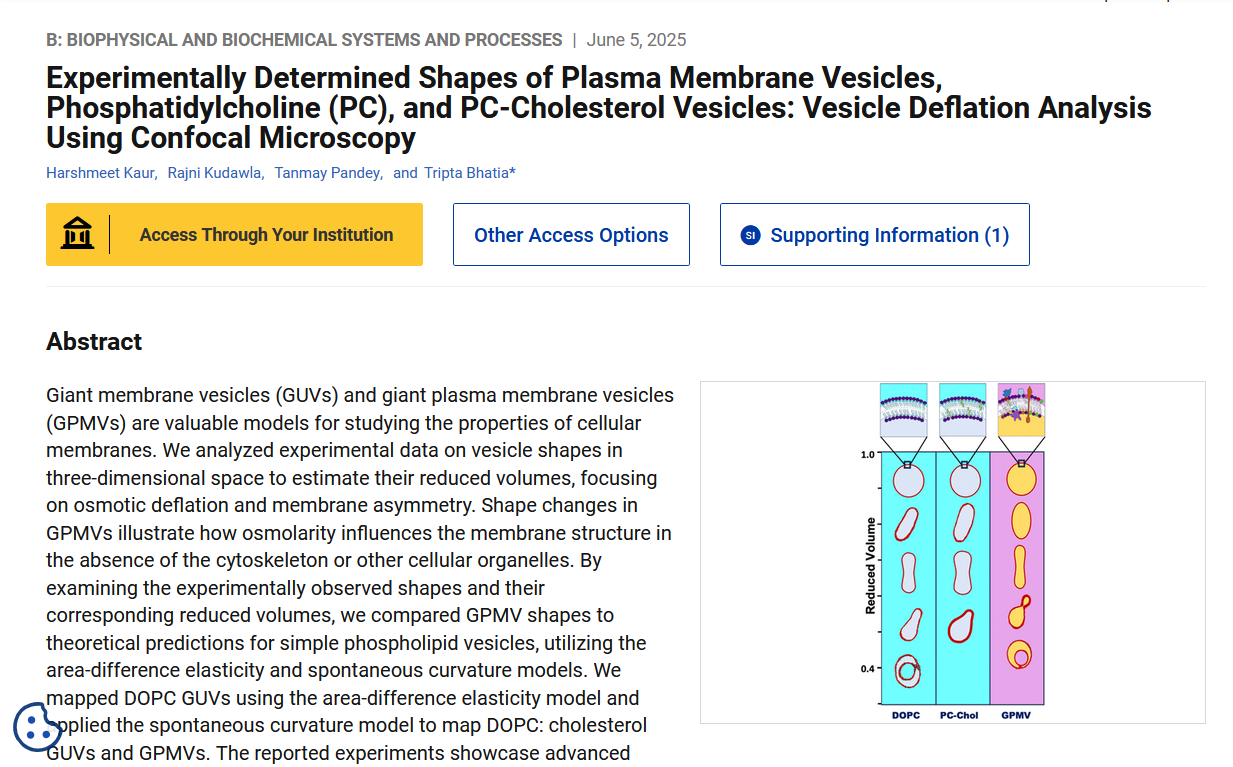 B: BIOPHYSICAL AND BIOCHEMICAL SYSTEMS AND PROCESSES | June 5, 2025
Experimentally Determined Shapes of Plasma Membrane Vesicles,
Phosphatidylcholine (PC), and PC-Cholesterol Vesicles: Vesicle Deflation Analysis
Using Confocal Microscopy
Harshmeet Kaur, Rajni Kudawla, Tanmay Pandey, and Tripta Bhatia*
Access Through Your Institution
Other Access Options
SI Supporting Information (1)
Abstract
Giant membrane vesicles (GUVs) and giant plasma membrane vesicles
(GPMVs) are valuable models for studying the properties of cellular
membranes. We analyzed experimental data on vesicle shapes in
three-dimensional space to estimate their reduced volumes, focusing
on osmotic deflation and membrane asymmetry. Shape changes in
GPMVs illustrate how osmolarity influences the membrane structure in
the absence of the cytoskeleton or other cellular organelles. By
examining the experimentally observed shapes and their
corresponding reduced volumes, we compared GPMV shapes to
theoretical predictions for simple phospholipid vesicles, utilizing the
area-difference elasticity and spontaneous curvature models. We
mapped DOPC GUVs using the area-difference elasticity model and
applied the spontaneous curvature model to map DOPC: cholesterol
GUVs and GPMVs. The reported experiments showcase advanced
1.0
Reduced Volume
0.4
DOPC PC-Chol GPMV